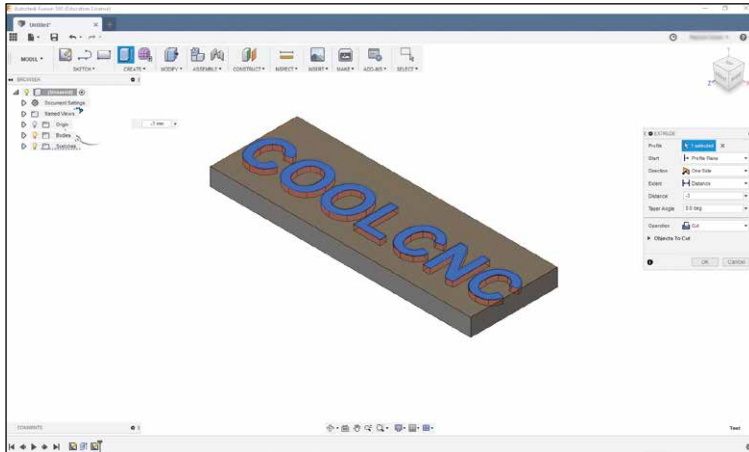 Autodesk Fusion 360 (Education License)
Untitled*
MODEL
SKETCH
CREATE
MODIFY
ASSEMBLE
CONSTRUCT
INSPECT
INSERT
MAKE
ADD-INS
SELECT
BROWSER
(Unsaved)
Document Settings
Named Views
Origin
Bodies
Sketches
COOLCNC
EXTRUDE
Profile 1 selected
Start Profile Plane
Direction One Side
Extent Distance
Distance
Taper Angle 0.0 deg
Operation Cut
Objects To Cut
OK Cancel
COMMENTS
Text